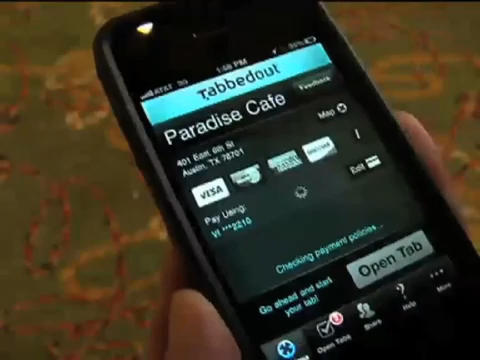 AT&T 3G 1:58 PM
Tabbedout
Feedback
Paradise Cafe
Map
401 East 6th St
Austin, TX 78701
VISA
Edit
Pay Using:
VI ***2210
Checking payment policies...
Go ahead and start
your tab!
Open Tab
Open Tabs
Share
Help
More